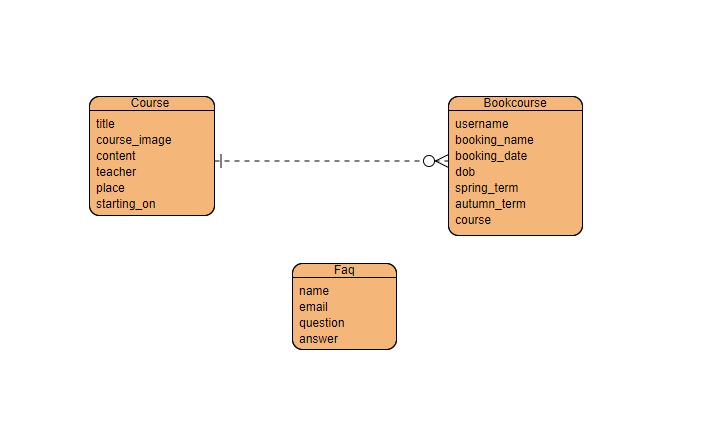 Course
title
course_image
content
teacher
place
starting_on
Bookcourse
username
booking_name
booking_date
dob
spring_term
autumn_term
course
Faq
name
email
question
answer